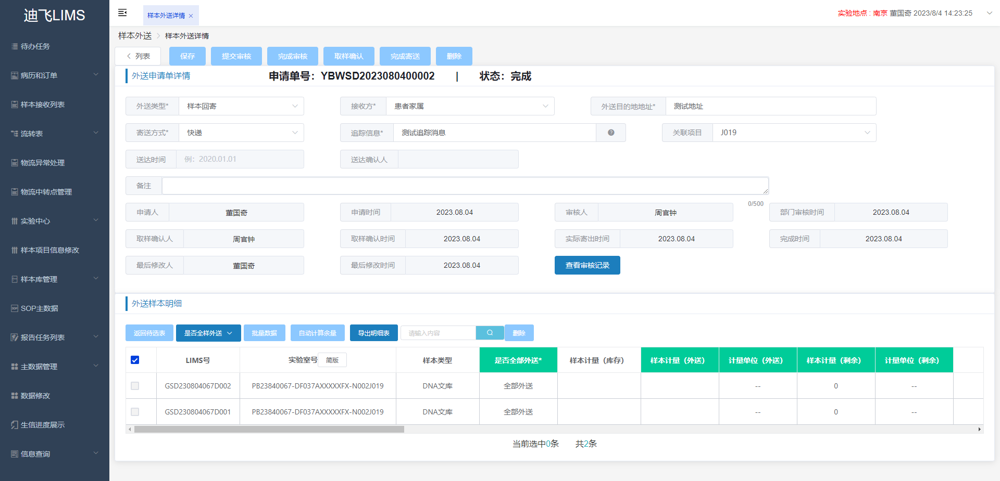 迪飞LIMS
待办任务
病历和订单
样本接收列表
流转表
物流异常处理
物流中转点管理
实验中心
样本项目信息修改
样本库管理
SOP主数据
报告任务列表
主数据管理
数据修改
生信进度展示
信息查询
样本外送详情
实验地点 : 南京 董国奇 2023/8/4 14:23:25
样本外送 > 样本外送详情
列表 保存 提交审核 完成审核 取样确认 完成寄送 删除
外送申请单详情 申请单号：YBWSD2023080400002 | 状态：完成
外送类型* 样本回寄 接收方* 患者家属 外送目的地地址* 测试地址
寄送方式* 快递 追踪信息* 测试追踪消息 关联项目 J019
送达时间 例：2020.01.01 送达确认人
备注
0/500
申请人 董国奇 申请时间 2023.08.04 审核人 周官钟 部门审核时间 2023.08.04
取样确认人 周官钟 取样确认时间 2023.08.04 实际寄出时间 2023.08.04 完成时间 2023.08.04
最后修改人 董国奇 最后修改时间 2023.08.04 查看审核记录
外送样本明细
返回待选表 是否全样外送 批量数据 自动计算余量 导出明细表 请输入内容 删除
LIMS号 实验室号 简版 样本类型 是否全部外送* 样本计量（库存） 样本计量（外送） 计量单位（外送） 样本计量（剩余） 计量单位（剩余）
GSD230804067D002 PB23840067-DF037AXXXXXFX-N002J019 DNA文库 全部外送 -- 0 --
GSD230804067D001 PB23840067-DF037AXXXXXFX-N002J019 DNA文库 全部外送 -- 0 --
当前选中0条 共2条